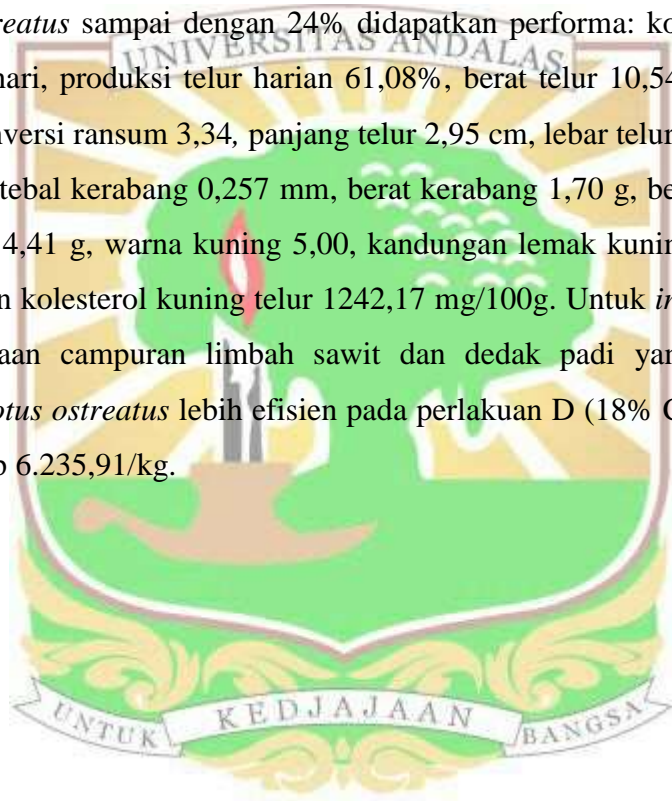 reatus sampai dengan 24% didapatkan performa: ko
UNIVERSITAS ANDALAS
hari, produksi telur harian 61,08%, berat telur 10,54
nversi ransum 3,34, panjang telur 2,95 cm, lebar telur
tebal kerabang 0,257 mm, berat kerabang 1,70 g, be
4,41 g, warna kuning 5,00, kandungan lemak kunin
n kolesterol kuning telur 1242,17 mg/100g. Untuk in
aan campuran limbah sawit dan dedak padi yan
otus ostreatus lebih efisien pada perlakuan D (18% C
p 6.235,91/kg.
UNTUK KEDJAJAAN BANGSA